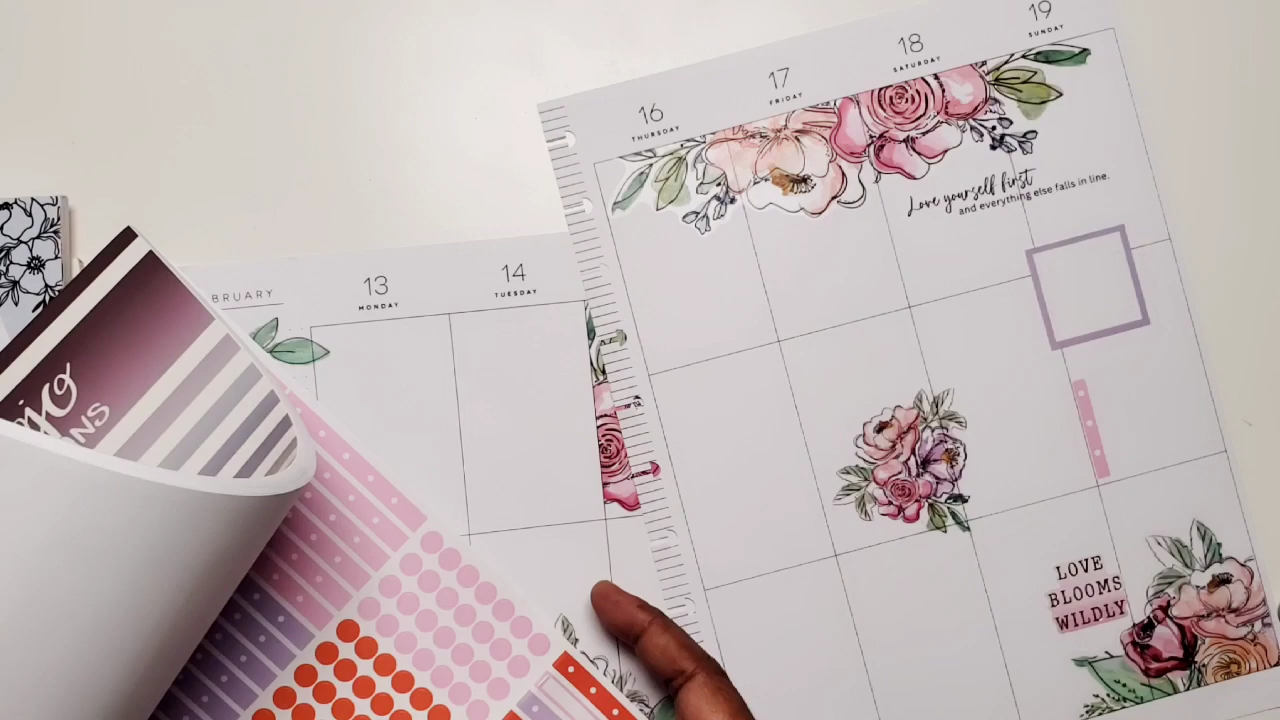 16
THURSDAY
17
FRIDAY
18
SATURDAY
19
SUNDAY
Love yourself first
and everything else falls in line.
BRUARY
13
MONDAY
14
TUESDAY
LOVE
BLOOMS
WILDLY